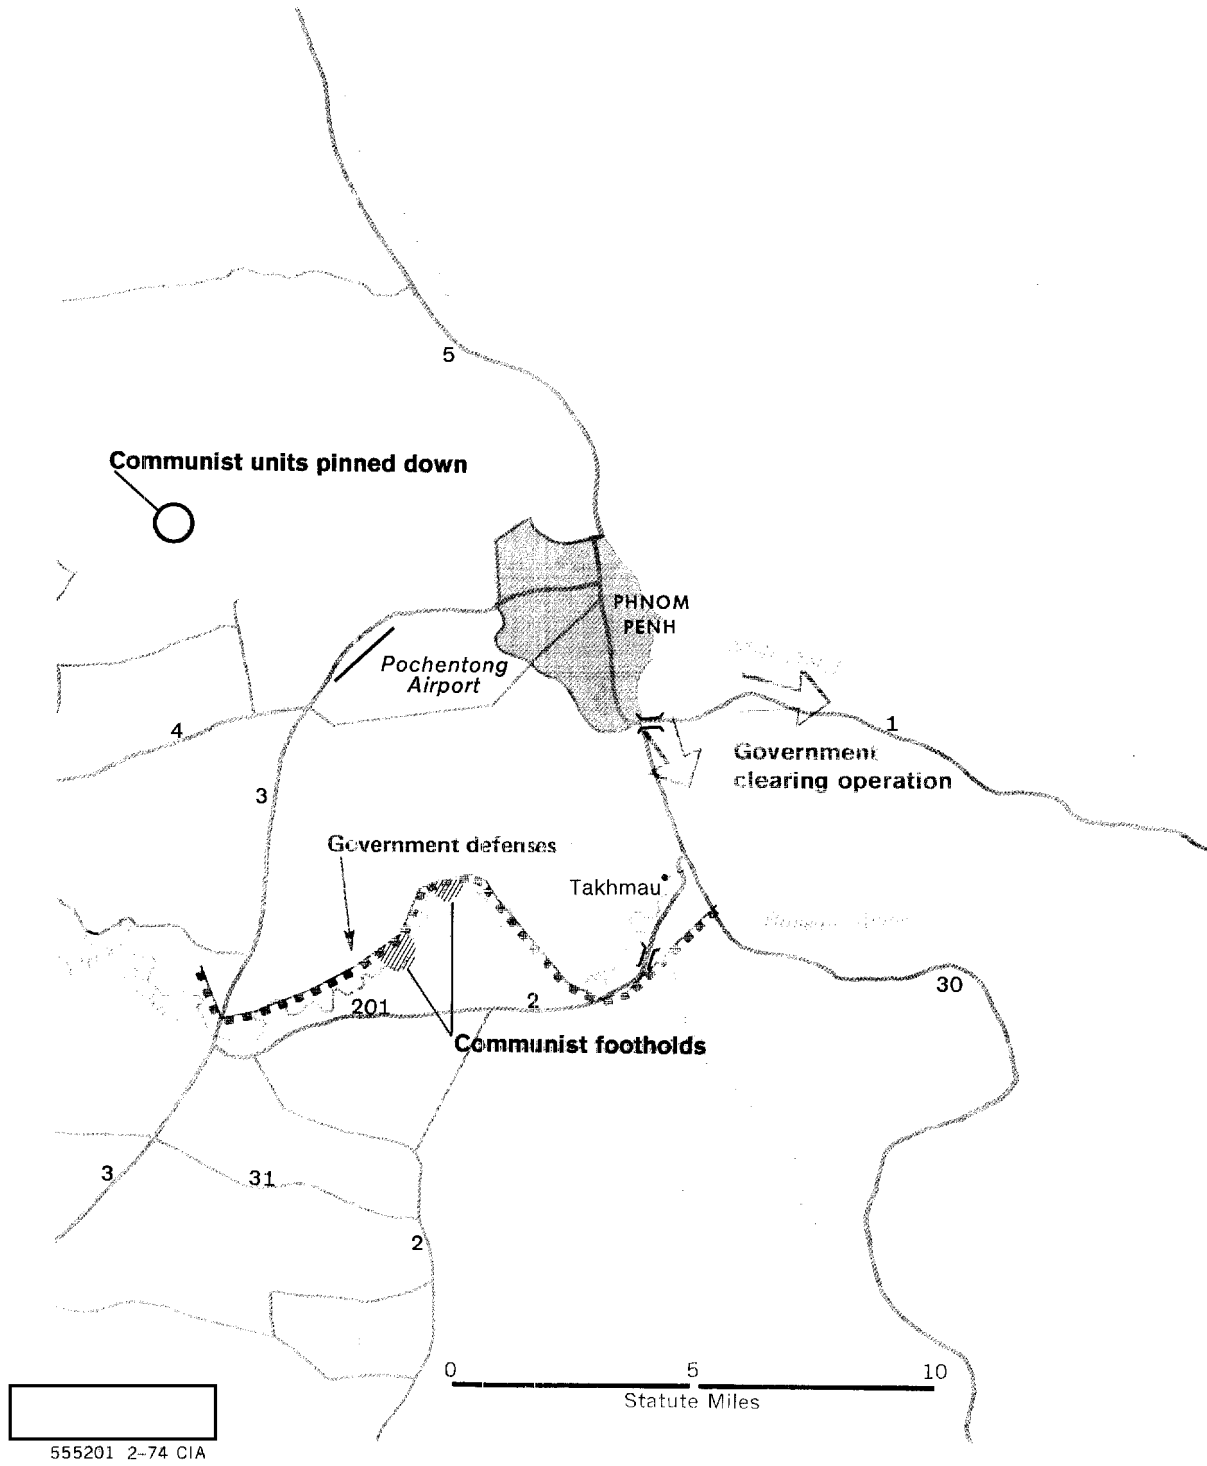 5
Communist units pinned down
PHNOM
PENH
Pochentong
Airport
4
1
Government
clearing operation
3
Government defenses
Takhmau
30
201
2
Communist footholds
3
31
2
0 5 10
Statute Miles
555201 2-74 CIA